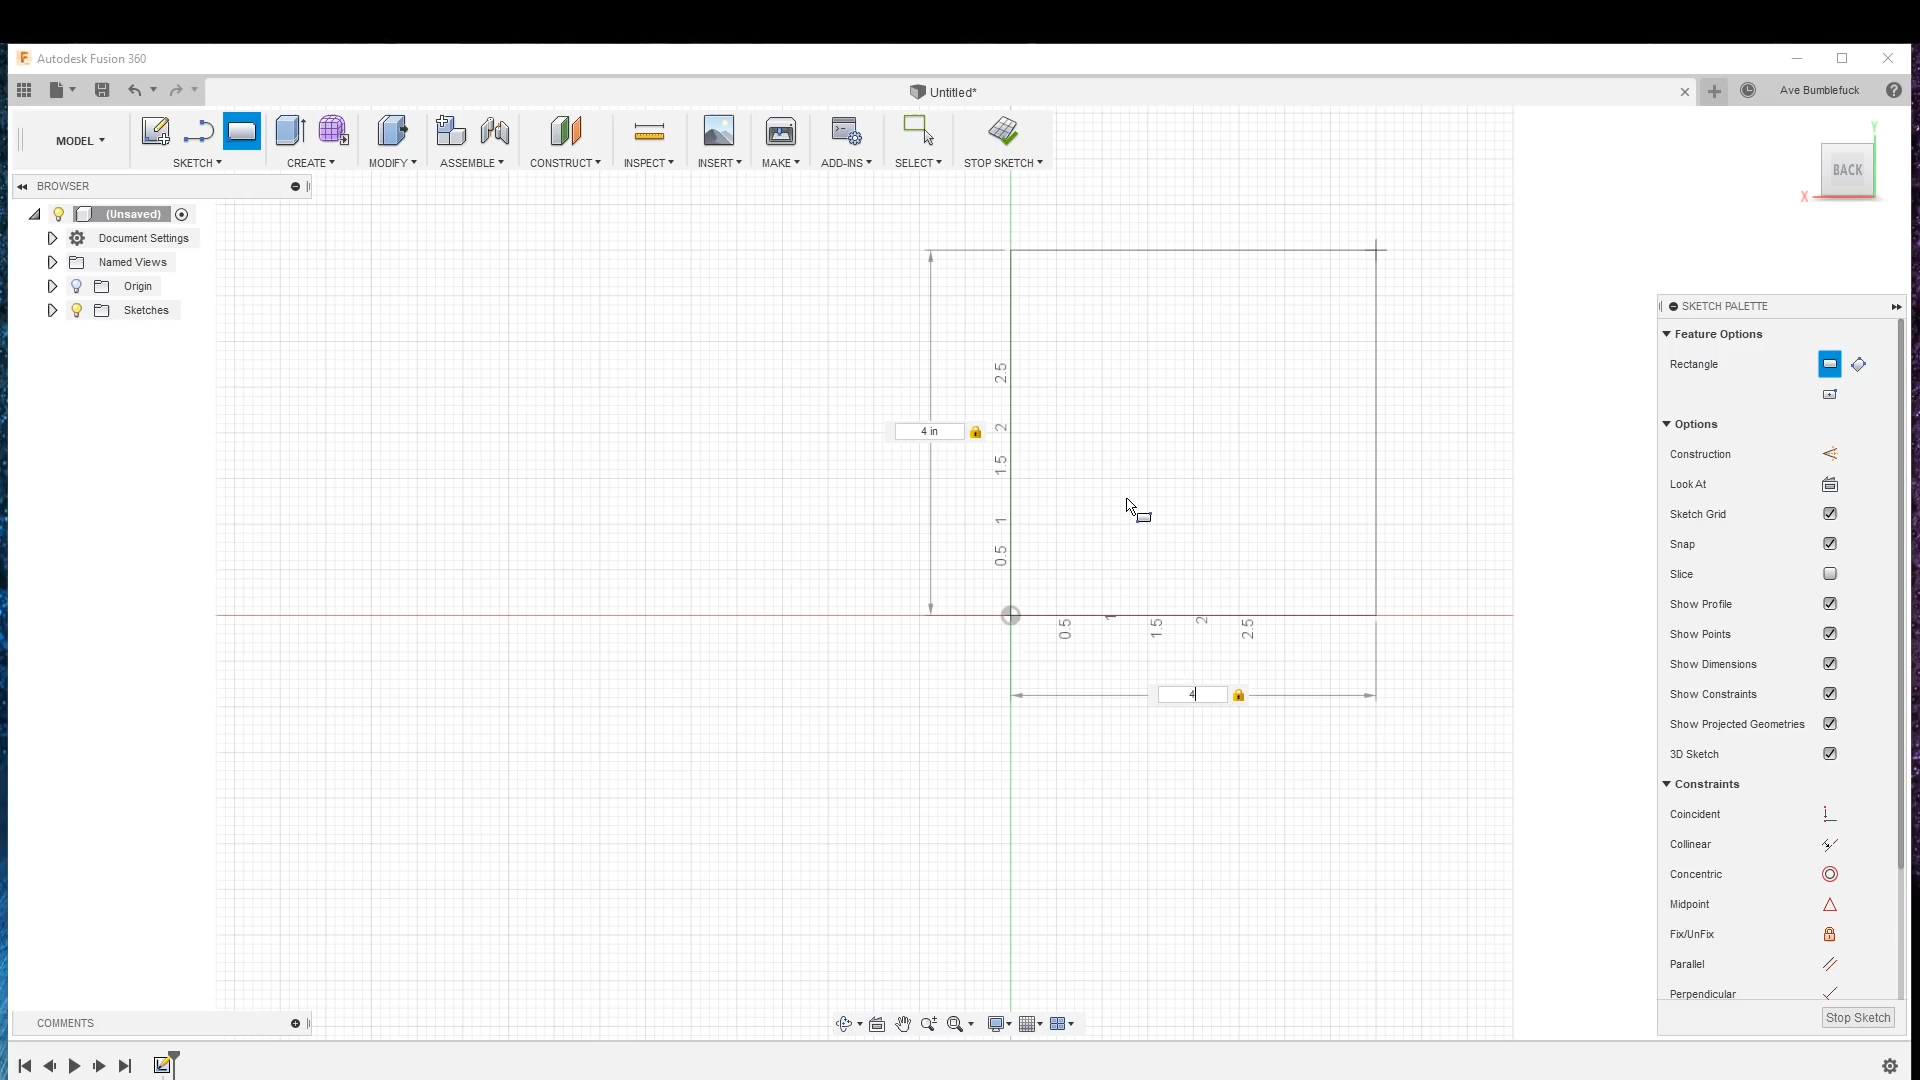 Autodesk Fusion 360
Untitled*
Ave Bumblefuck
MODEL
SKETCH
CREATE
MODIFY
ASSEMBLE
CONSTRUCT
INSPECT
INSERT
MAKE
ADD-INS
SELECT
STOP SKETCH
Y
BACK
X
BROWSER
(Unsaved)
Document Settings
Named Views
Origin
Sketches
2.5
2
1.5
1
0.5
4 in
0.5
1
1.5
2
2.5
4
SKETCH PALETTE
Feature Options
Rectangle
Options
Construction
Look At
Sketch Grid
Snap
Slice
Show Profile
Show Points
Show Dimensions
Show Constraints
Show Projected Geometries
3D Sketch
Constraints
Coincident
Collinear
Concentric
Midpoint
Fix/UnFix
Parallel
Perpendicular
Stop Sketch
COMMENTS